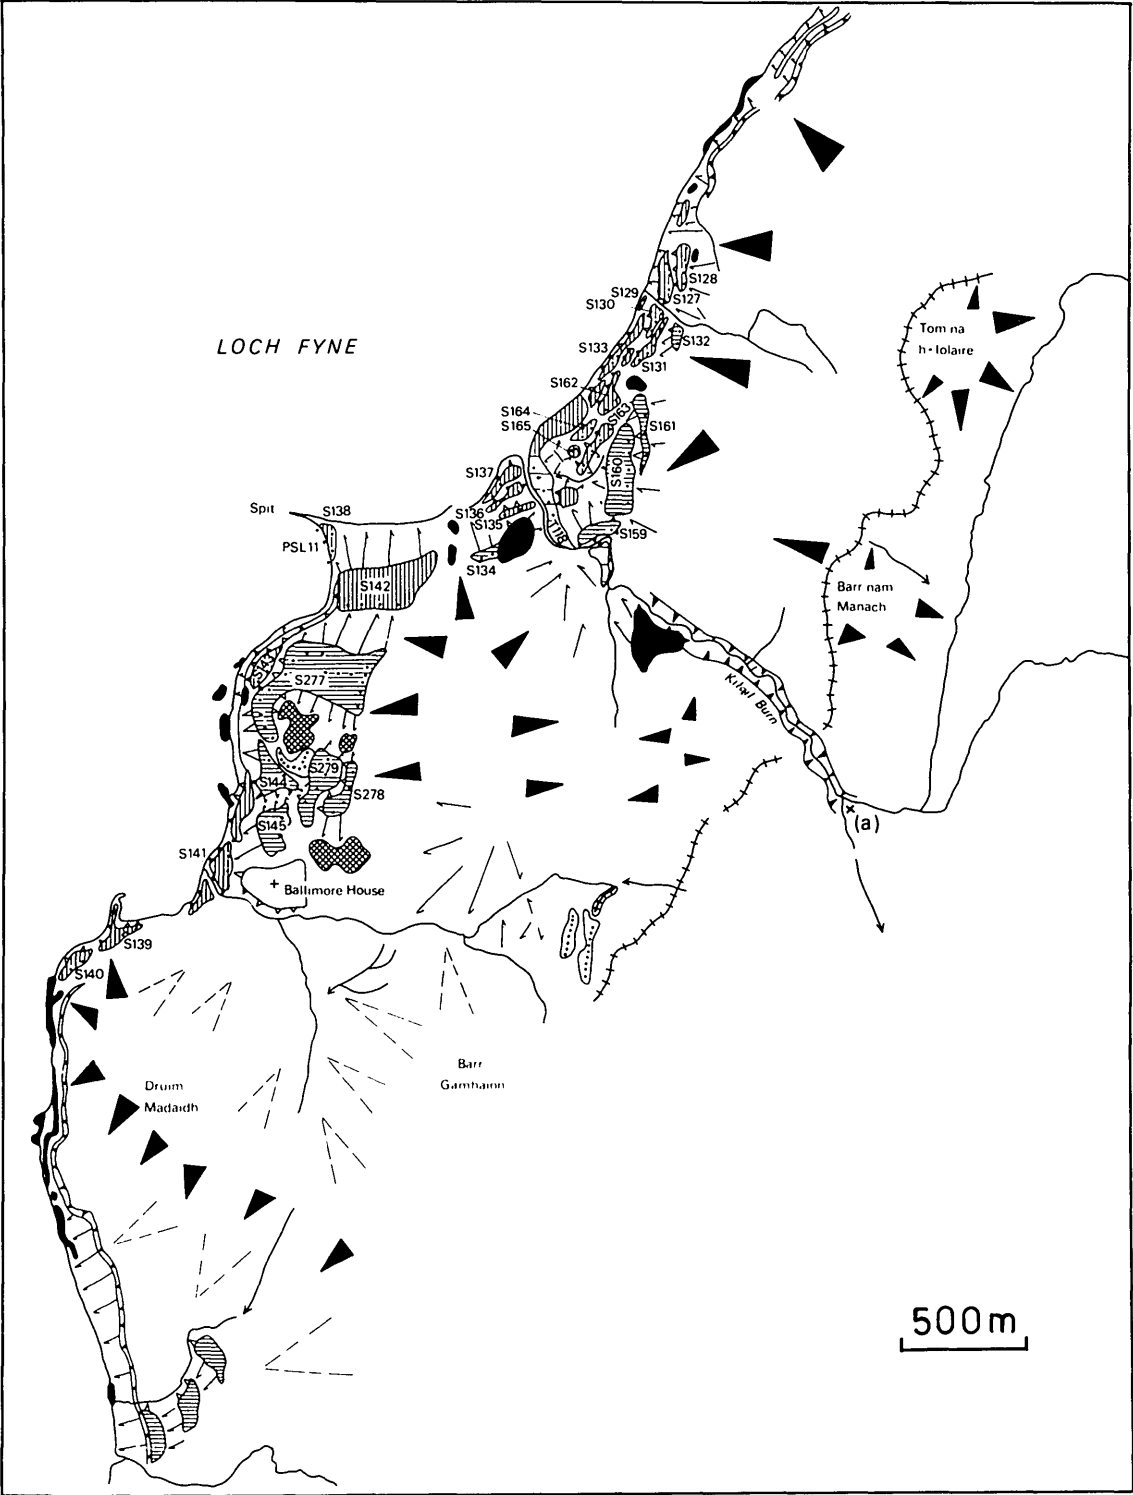 S128
S129
S127
S130
LOCH FYNE
Tom na
h-Iolaire
S133
S132
S131
S162
S164
S163
S165
S161
S137
S160
Spit
S138
S136
S135
S159
PSL11
S134
S142
Barr nam
Manach
S143
S277
Kilail Burn
S279
S144
S278
S145
(a)
S141
Ballimore House
S139
S140
Barr
Gamhainn
Druim
Madaidh
500m